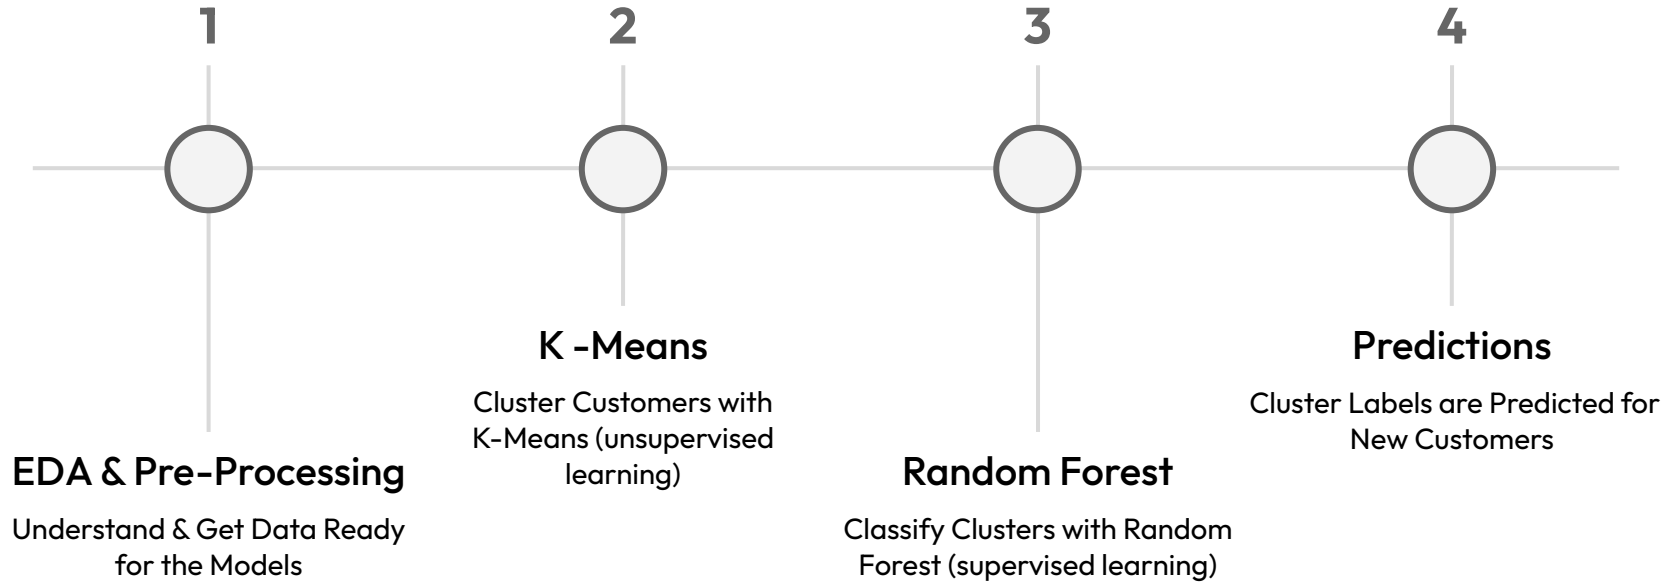 1
EDA & Pre-Processing
Understand & Get Data Ready
for the Models
2
K -Means
Cluster Customers with
K-Means (unsupervised
learning)
3
Random Forest
Classify Clusters with Random
Forest (supervised learning)
4
Predictions
Cluster Labels are Predicted for
New Customers